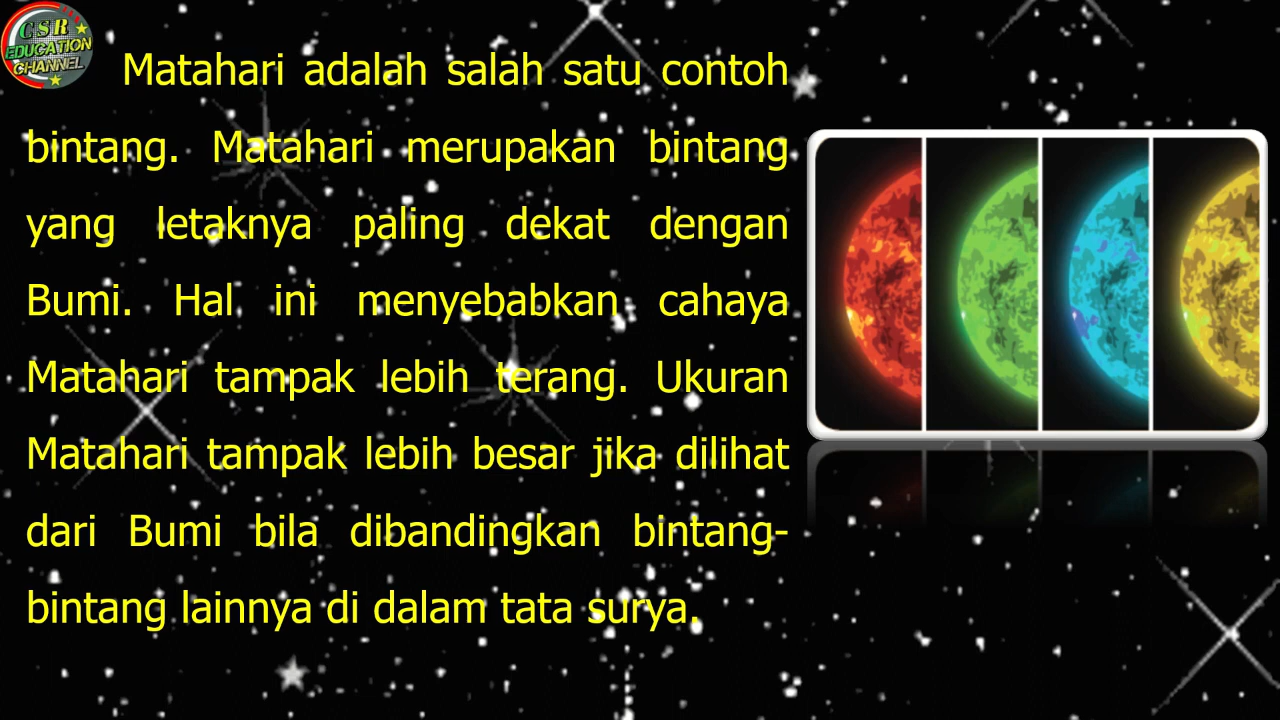 CSR
EDUCATION
CHANNEL
Matahari adalah salah satu contoh
bintang. Matahari merupakan bintang
yang letaknya paling dekat dengan
Bumi. Hal ini menyebabkan cahaya
Matahari tampak lebih terang. Ukuran
Matahari tampak lebih besar jika dilihat
dari Bumi bila dibandingkan bintang-
bintang lainnya di dalam tata surya.